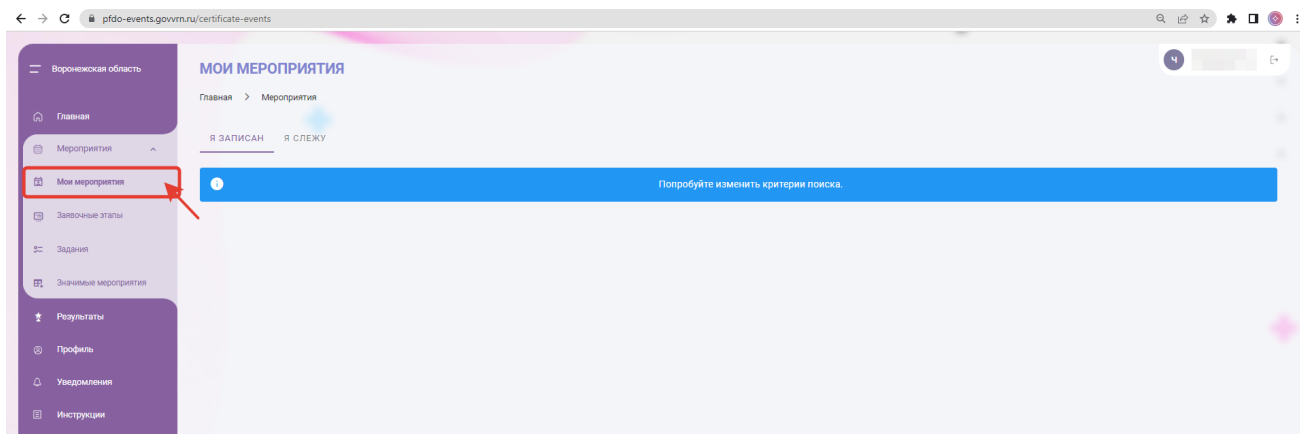 pfdo-events.govvrn.ru/certificate-events
Воронежская область
Главная
Мероприятия
Мои мероприятия
Заявочные этапы
Задания
Значимые мероприятия
Результаты
Профиль
Уведомления
Инструкции
МОИ МЕРОПРИЯТИЯ
Главная > Мероприятия
Я ЗАПИСАН Я СЛЕЖУ
Попробуйте изменить критерии поиска.
Ч